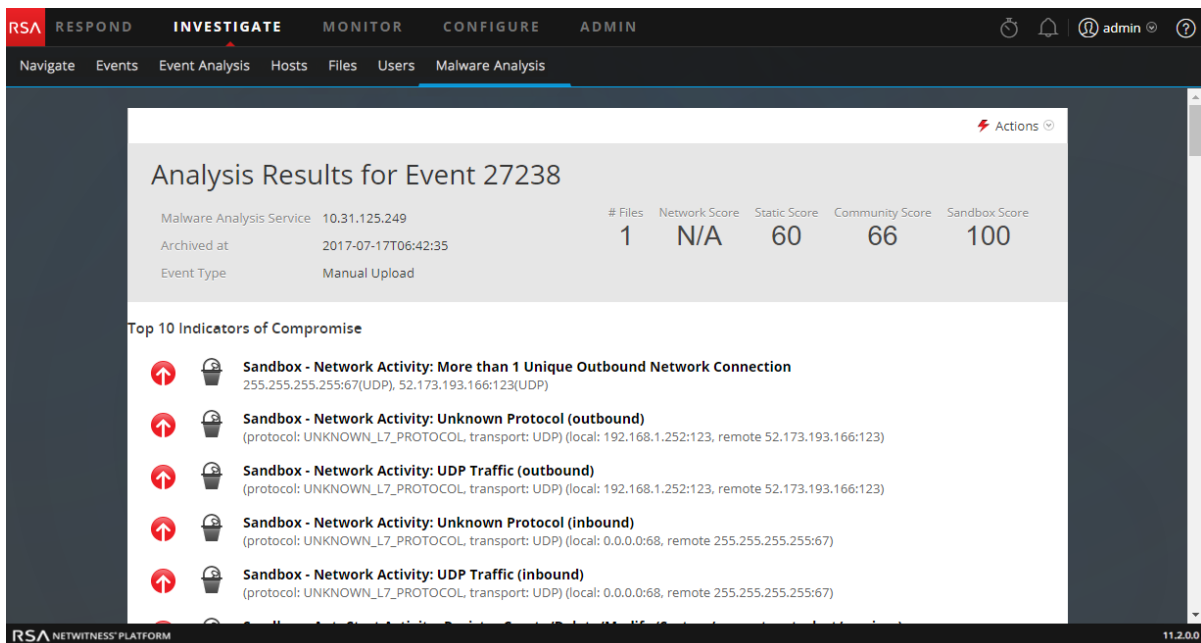 RSA RESPOND INVESTIGATE MONITOR CONFIGURE ADMIN admin
Navigate Events Event Analysis Hosts Files Users Malware Analysis
Actions
Analysis Results for Event 27238
# Files Network Score Static Score Community Score Sandbox Score
1 N/A 60 66 100
Malware Analysis Service 10.31.125.249
Archived at 2017-07-17T06:42:35
Event Type Manual Upload
Top 10 Indicators of Compromise
Sandbox - Network Activity: More than 1 Unique Outbound Network Connection
255.255.255.255:67(UDP), 52.173.193.166:123(UDP)
Sandbox - Network Activity: Unknown Protocol (outbound)
(protocol: UNKNOWN_L7_PROTOCOL, transport: UDP) (local: 192.168.1.252:123, remote 52.173.193.166:123)
Sandbox - Network Activity: UDP Traffic (outbound)
(protocol: UNKNOWN_L7_PROTOCOL, transport: UDP) (local: 192.168.1.252:123, remote 52.173.193.166:123)
Sandbox - Network Activity: Unknown Protocol (inbound)
(protocol: UNKNOWN_L7_PROTOCOL, transport: UDP) (local: 0.0.0.0:68, remote 255.255.255.255:67)
Sandbox - Network Activity: UDP Traffic (inbound)
(protocol: UNKNOWN_L7_PROTOCOL, transport: UDP) (local: 0.0.0.0:68, remote 255.255.255.255:67)
RSA NETWITNESS® PLATFORM 11.2.0.0